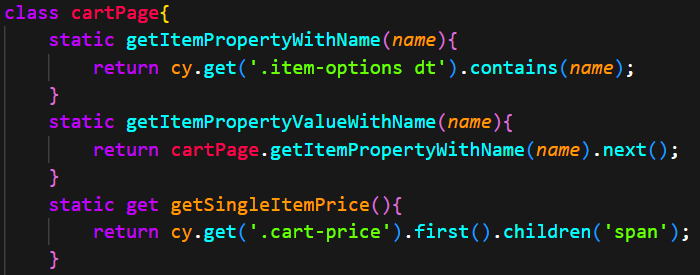 class cartPage{
    static getItemPropertyWithName(name){
        return cy.get('.item-options dt').contains(name);
    }
    static getItemPropertyValueWithName(name){
        return cartPage.getItemPropertyWithName(name).next();
    }
    static get getSingleItemPrice(){
        return cy.get('.cart-price').first().children('span');
    }